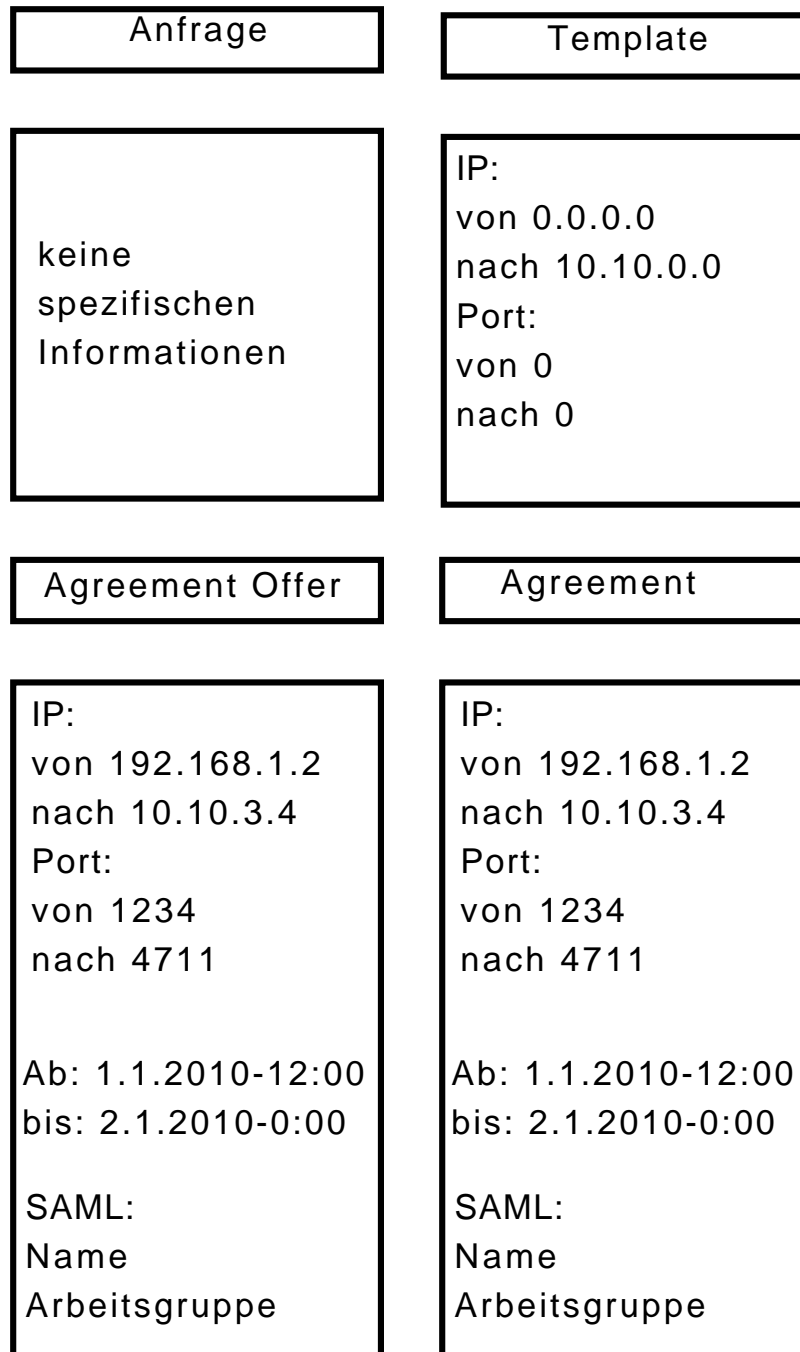 Anfrage
keine
spezifischen
Informationen
Template
IP:
von 0.0.0.0
nach 10.10.0.0
Port:
von 0
nach 0
Agreement Offer
IP:
von 192.168.1.2
nach 10.10.3.4
Port:
von 1234
nach 4711
Ab: 1.1.2010-12:00
bis: 2.1.2010-0:00
SAML:
Name
Arbeitsgruppe
Agreement
IP:
von 192.168.1.2
nach 10.10.3.4
Port:
von 1234
nach 4711
Ab: 1.1.2010-12:00
bis: 2.1.2010-0:00
SAML:
Name
Arbeitsgruppe